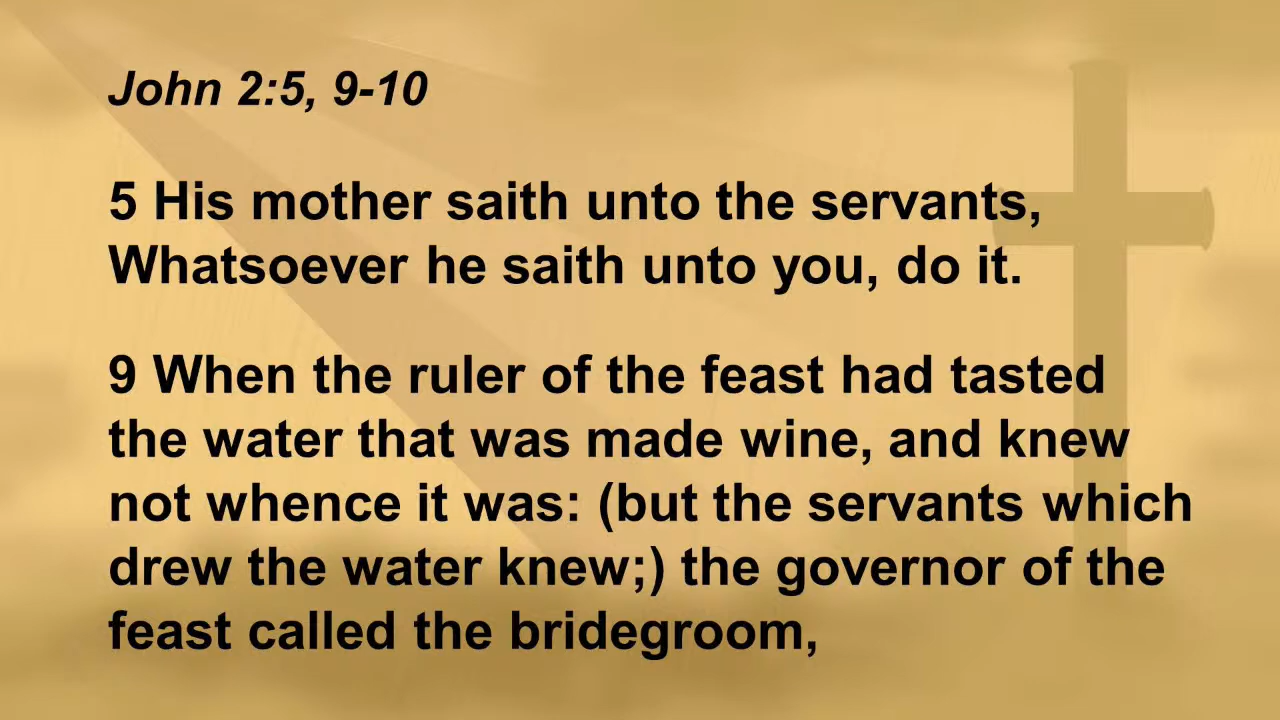 John 2:5, 9-10
5 His mother saith unto the servants,
Whatsoever he saith unto you, do it.
9 When the ruler of the feast had tasted
the water that was made wine, and knew
not whence it was: (but the servants which
drew the water knew;) the governor of the
feast called the bridegroom,